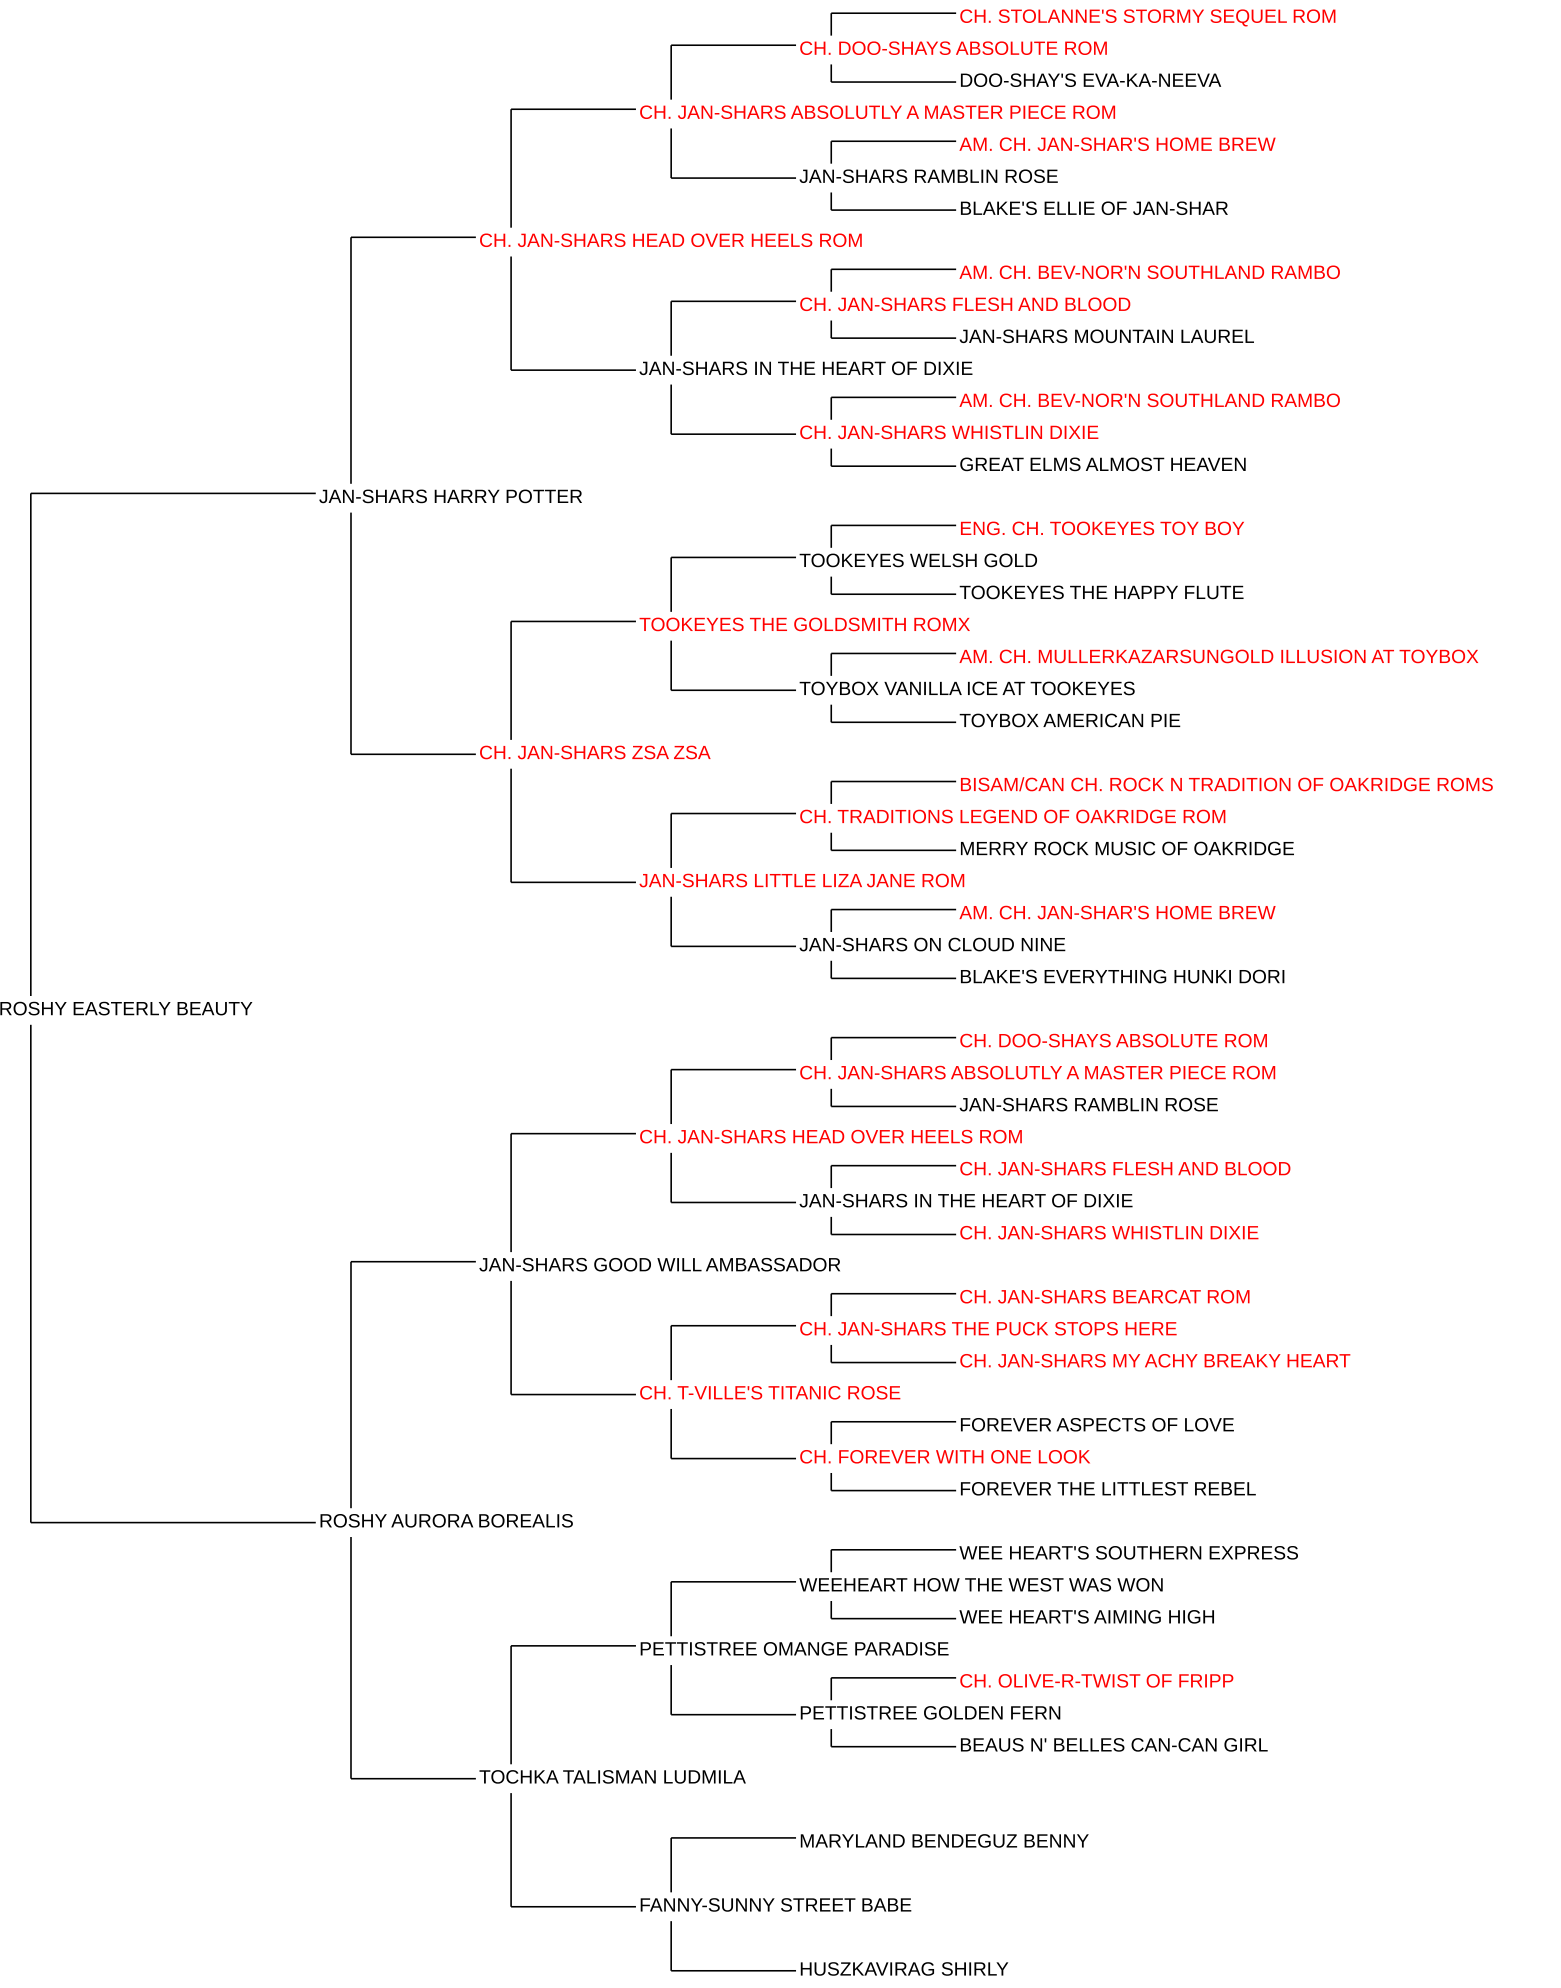 CH. STOLANNE'S STORMY SEQUEL ROM
CH. DOO-SHAYS ABSOLUTE ROM
DOO-SHAY'S EVA-KA-NEEVA
CH. JAN-SHARS ABSOLUTLY A MASTER PIECE ROM
AM. CH. JAN-SHAR'S HOME BREW
JAN-SHARS RAMBLIN ROSE
BLAKE'S ELLIE OF JAN-SHAR
CH. JAN-SHARS HEAD OVER HEELS ROM
AM. CH. BEV-NOR'N SOUTHLAND RAMBO
CH. JAN-SHARS FLESH AND BLOOD
JAN-SHARS MOUNTAIN LAUREL
JAN-SHARS IN THE HEART OF DIXIE
AM. CH. BEV-NOR'N SOUTHLAND RAMBO
CH. JAN-SHARS WHISTLIN DIXIE
GREAT ELMS ALMOST HEAVEN
JAN-SHARS HARRY POTTER
ENG. CH. TOOKEYES TOY BOY
TOOKEYES WELSH GOLD
TOOKEYES THE HAPPY FLUTE
TOOKEYES THE GOLDSMITH ROMX
AM. CH. MULLERKAZARSUNGOLD ILLUSION AT TOYBOX
TOYBOX VANILLA ICE AT TOOKEYES
TOYBOX AMERICAN PIE
CH. JAN-SHARS ZSA ZSA
BISAM/CAN CH. ROCK N TRADITION OF OAKRIDGE ROMS
CH. TRADITIONS LEGEND OF OAKRIDGE ROM
MERRY ROCK MUSIC OF OAKRIDGE
JAN-SHARS LITTLE LIZA JANE ROM
AM. CH. JAN-SHAR'S HOME BREW
JAN-SHARS ON CLOUD NINE
BLAKE'S EVERYTHING HUNKI DORI
ROSHY EASTERLY BEAUTY
CH. DOO-SHAYS ABSOLUTE ROM
CH. JAN-SHARS ABSOLUTLY A MASTER PIECE ROM
JAN-SHARS RAMBLIN ROSE
CH. JAN-SHARS HEAD OVER HEELS ROM
CH. JAN-SHARS FLESH AND BLOOD
JAN-SHARS IN THE HEART OF DIXIE
CH. JAN-SHARS WHISTLIN DIXIE
JAN-SHARS GOOD WILL AMBASSADOR
CH. JAN-SHARS BEARCAT ROM
CH. JAN-SHARS THE PUCK STOPS HERE
CH. JAN-SHARS MY ACHY BREAKY HEART
CH. T-VILLE'S TITANIC ROSE
FOREVER ASPECTS OF LOVE
CH. FOREVER WITH ONE LOOK
FOREVER THE LITTLEST REBEL
ROSHY AURORA BOREALIS
WEE HEART'S SOUTHERN EXPRESS
WEEHEART HOW THE WEST WAS WON
WEE HEART'S AIMING HIGH
PETTISTREE OMANGE PARADISE
CH. OLIVE-R-TWIST OF FRIPP
PETTISTREE GOLDEN FERN
BEAUS N' BELLES CAN-CAN GIRL
TOCHKA TALISMAN LUDMILA
MARYLAND BENDEGUZ BENNY
FANNY-SUNNY STREET BABE
HUSZKAVIRAG SHIRLY